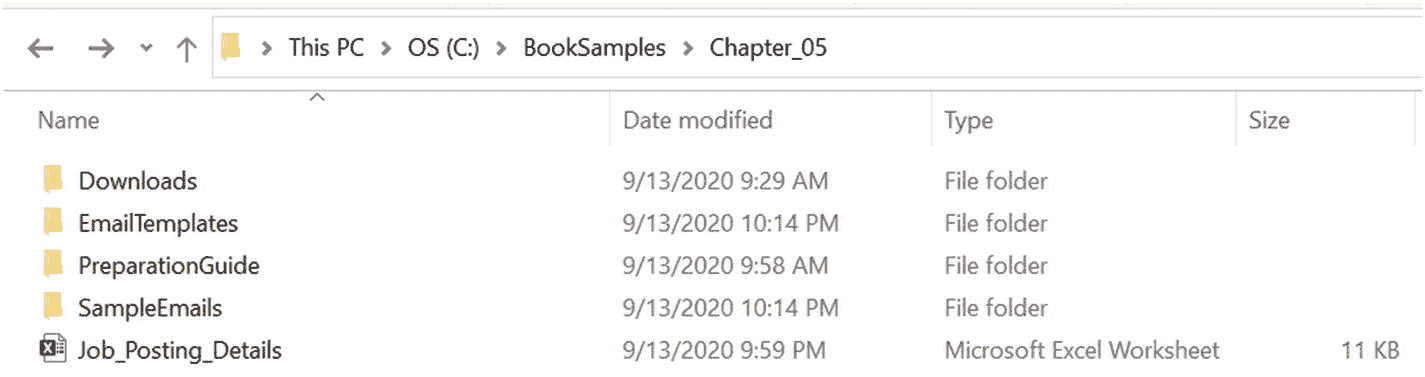 This PC > OS (C:) > BookSamples > Chapter_05
Name Date modified Type Size
Downloads 9/13/2020 9:29 AM File folder
EmailTemplates 9/13/2020 10:14 PM File folder
PreparationGuide 9/13/2020 9:58 AM File folder
SampleEmails 9/13/2020 10:14 PM File folder
Job_Posting_Details 9/13/2020 9:59 PM Microsoft Excel Worksheet 11 KB